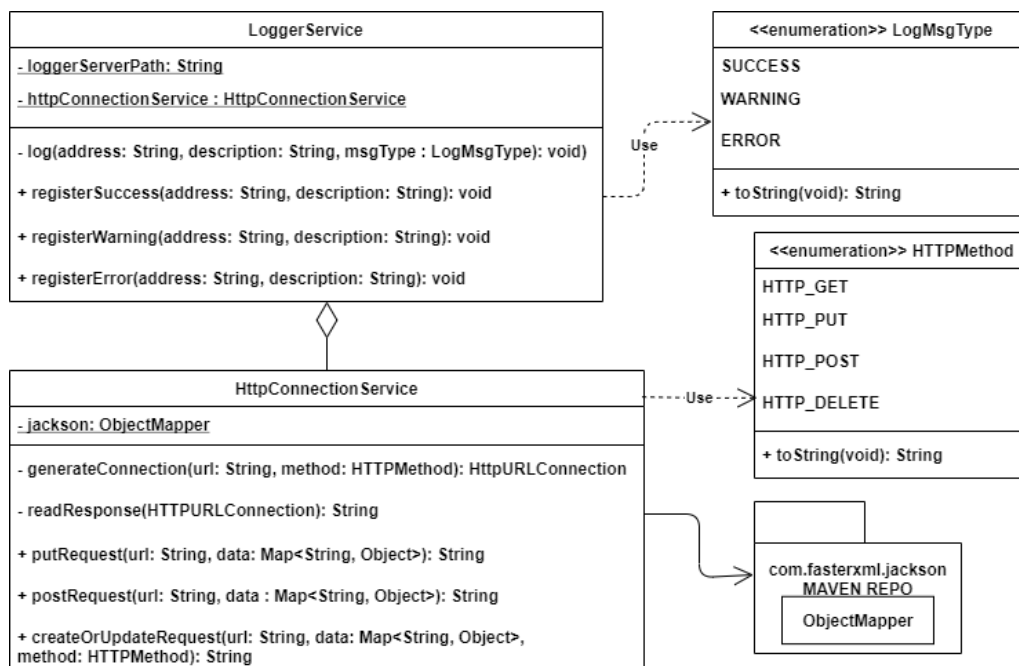 LoggerService
- loggerServerPath: String
- httpConnectionService : HttpConnectionService
- log(address: String, description: String, msgType : LogMsgType): void)
+ registerSuccess(address: String, description: String): void
+ registerWarning(address: String, description: String): void
+ registerError(address: String, description: String): void
Use
<<enumeration>> LogMsgType
SUCCESS
WARNING
ERROR
+ toString(void): String
<<enumeration>> HTTPMethod
HTTP_GET
HTTP_PUT
HTTP_POST
HTTP_DELETE
+ toString(void): String
HttpConnectionService
- jackson: ObjectMapper
- generateConnection(url: String, method: HTTPMethod): HttpURLConnection
- readResponse(HTTPURLConnection): String
+ putRequest(url: String, data: Map<String, Object>): String
+ postRequest(url: String, data : Map<String, Object>): String
+ createOrUpdateRequest(url: String, data: Map<String, Object>,
method: HTTPMethod): String
Use
com.fasterxml.jackson
MAVEN REPO
ObjectMapper